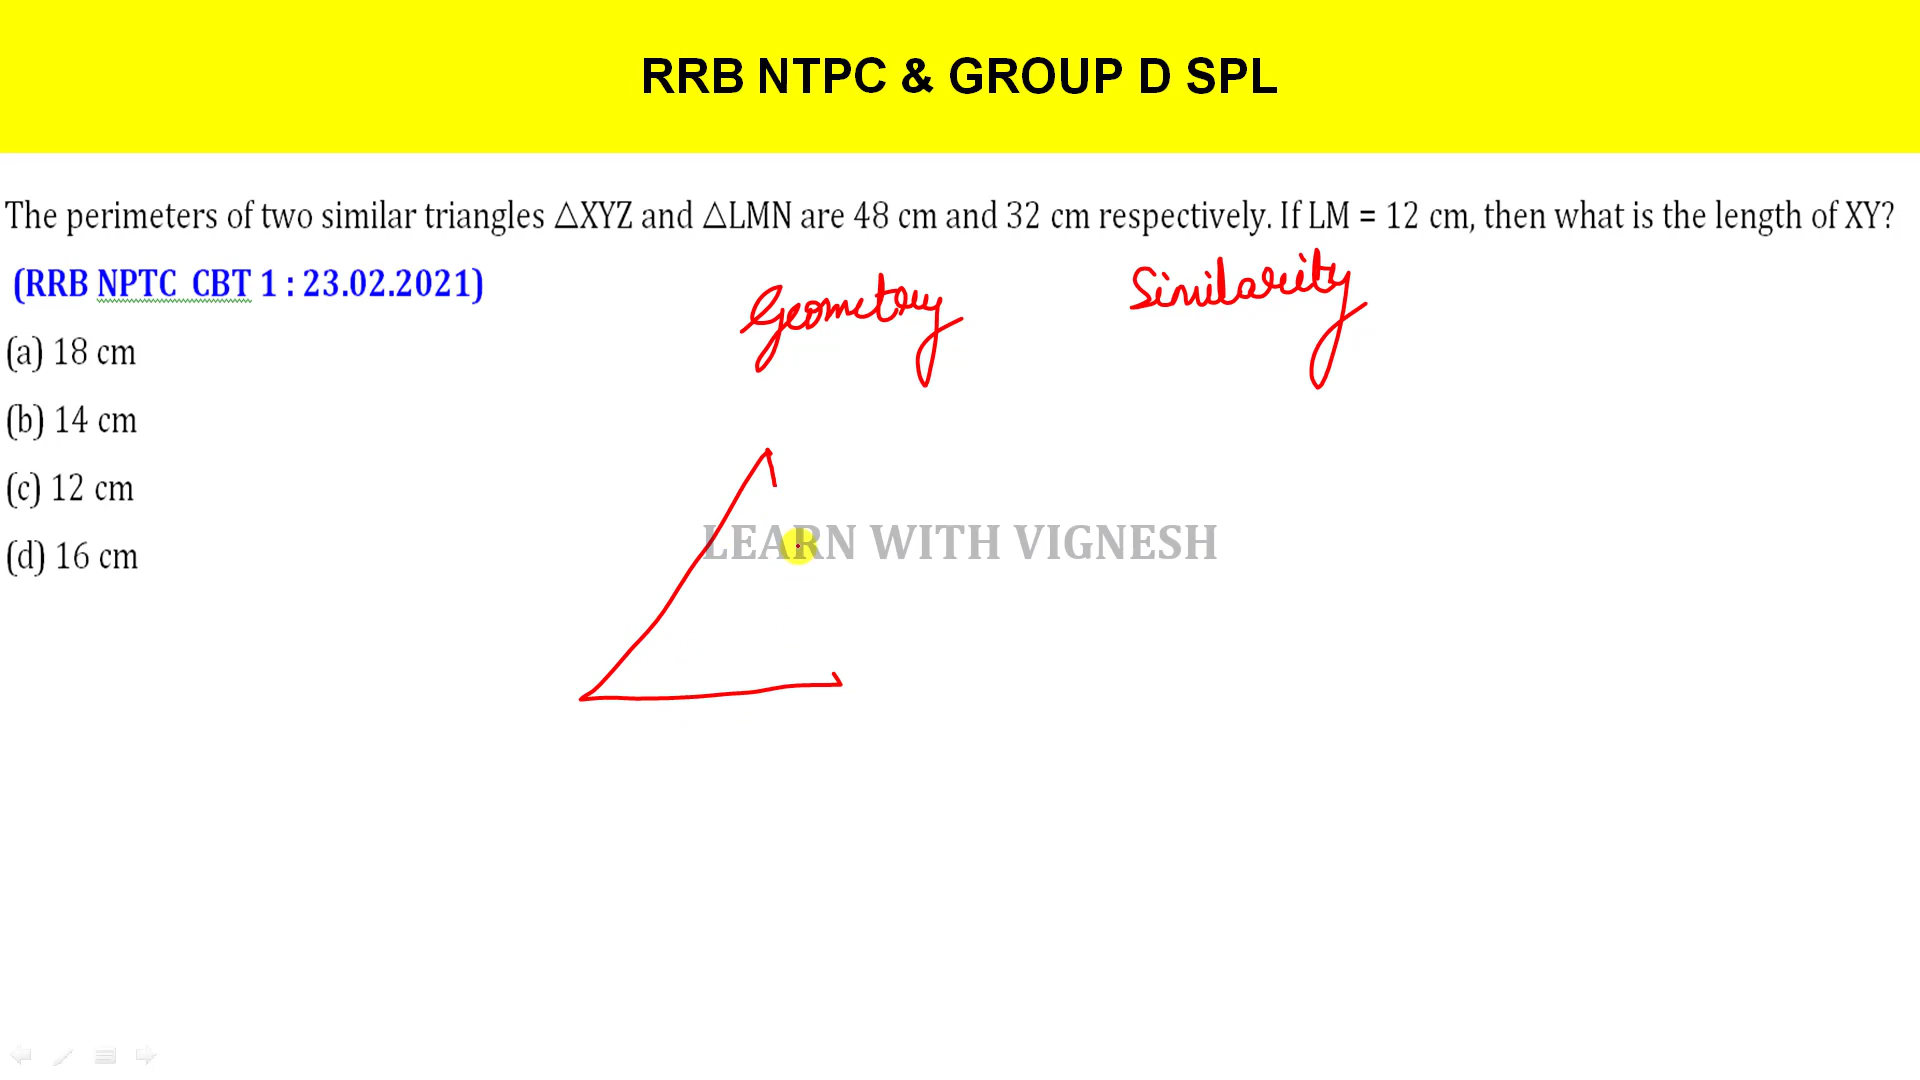 RRB NTPC & GROUP D SPL
The perimeters of two similar triangles △XYZ and △LMN are 48 cm and 32 cm respectively. If LM = 12 cm, then what is the length of XY?
(RRB NPTC CBT 1 : 23.02.2021)
Geometry
Similarity
(a) 18 cm
(b) 14 cm
(c) 12 cm
(d) 16 cm
LEARN WITH VIGNESH